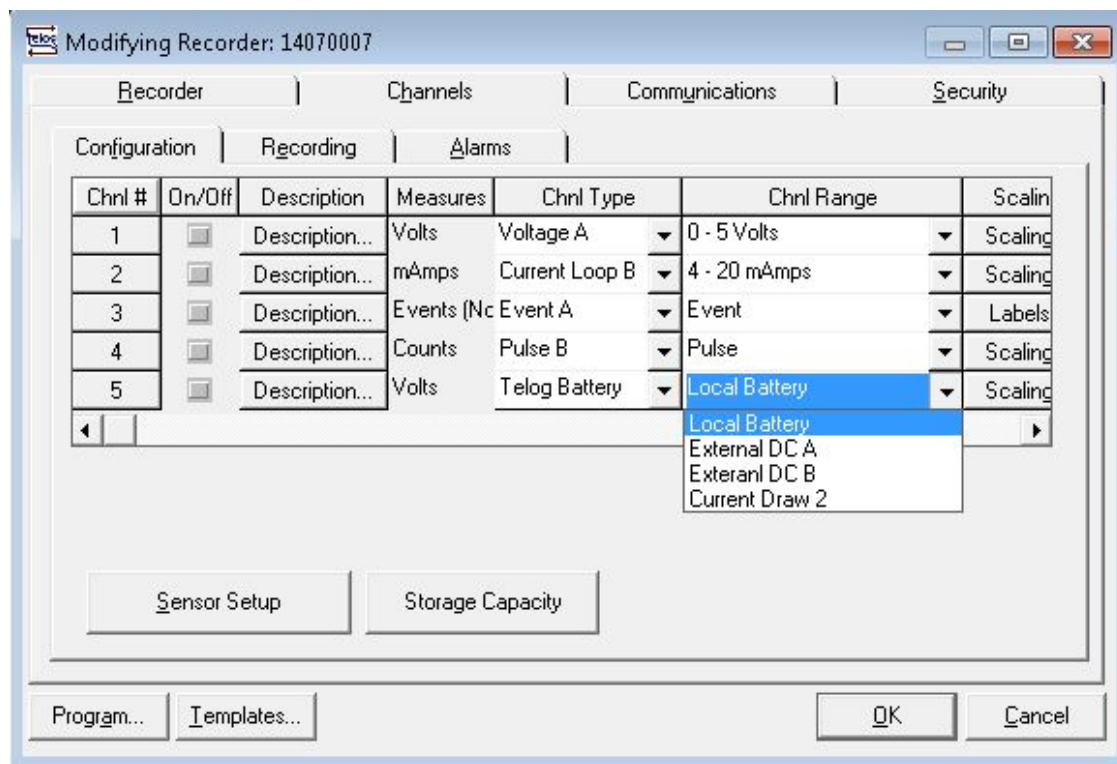 telog Modifying Recorder: 14070007
Recorder Channels Communications Security
Configuration Recording Alarms
Chnl # On/Off Description Measures Chnl Type Chnl Range Scalin
1 Description... Volts Voltage A 0 - 5 Volts Scaling
2 Description... mAmps Current Loop B 4 - 20 mAmps Scaling
3 Description... Events (Nc Event A Event Labels
4 Description... Counts Pulse B Pulse Scaling
5 Description... Volts Telog Battery Local Battery Scaling
Local Battery
External DC A
Exteranl DC B
Current Draw 2
Sensor Setup Storage Capacity
Program... Templates... OK Cancel